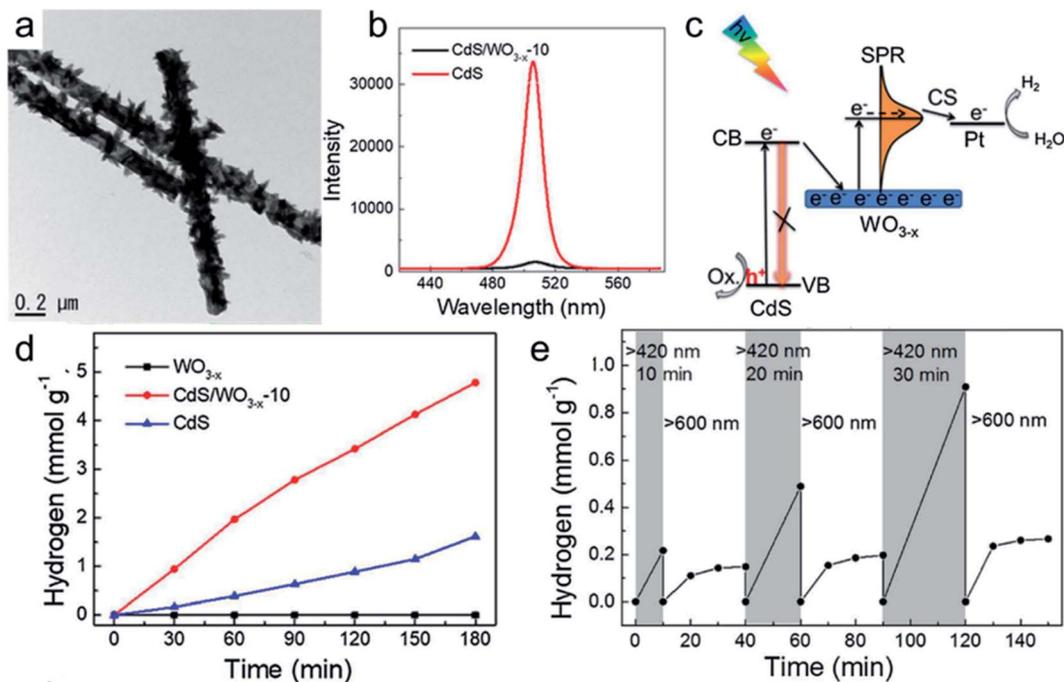 a
0.2 μm
b
CdS/WO₃₋ₓ-10
CdS
Intensity
30000
20000
10000
0
440 480 520 560
Wavelength (nm)
c
hv
SPR
CS
e⁻
e⁻
H₂
Pt
H₂O
CB
e⁻
e⁻ e⁻ e⁻ e⁻ e⁻ e⁻ e⁻
WO₃₋ₓ
Ox.
h⁺
VB
CdS
d
WO₃₋ₓ
CdS/WO₃₋ₓ-10
CdS
Hydrogen (mmol g⁻¹)
5
4
3
2
1
0
0 30 60 90 120 150 180
Time (min)
e
>420 nm
10 min
>600 nm
>420 nm
20 min
>600 nm
>420 nm
30 min
>600 nm
Hydrogen (mmol g⁻¹)
1.0
0.8
0.6
0.4
0.2
0.0
0 20 40 60 80 100 120 140
Time (min)